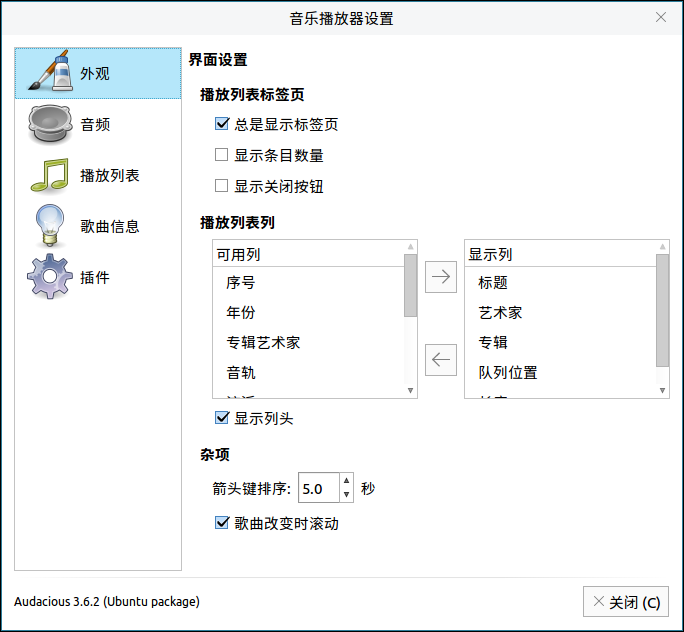 音乐播放器设置
外观
音频
播放列表
歌曲信息
插件
界面设置
播放列表标签页
总是显示标签页
显示条目数量
显示关闭按钮
播放列表列
可用列
序号
年份
专辑艺术家
音轨
显示列
标题
艺术家
专辑
队列位置
显示列头
杂项
箭头键排序: 5.0 秒
歌曲改变时滚动
Audacious 3.6.2 (Ubuntu package)
关闭 (C)